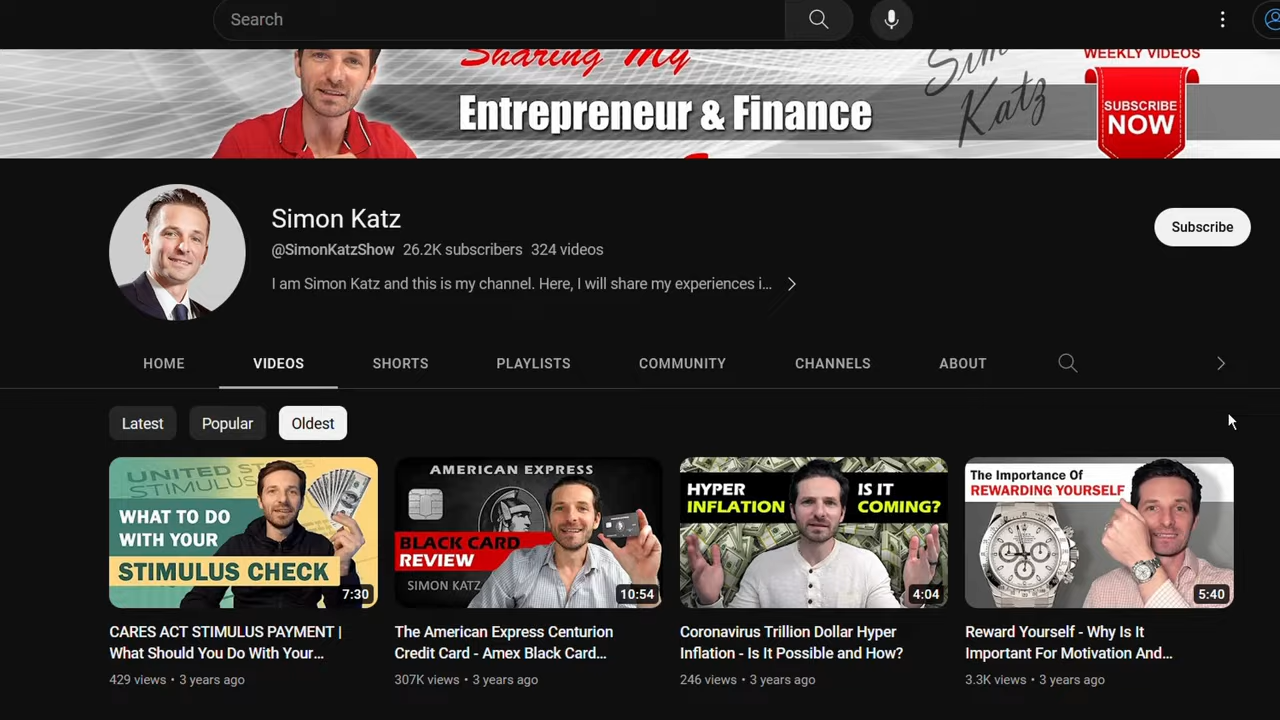 Search
Sharing My
Entrepreneur & Finance
Simon
Katz
WEEKLY VIDEOS
SUBSCRIBE
NOW
Simon Katz
@SimonKatzShow 26.2K subscribers 324 videos
I am Simon Katz and this is my channel. Here, I will share my experiences i...
Subscribe
HOME VIDEOS SHORTS PLAYLISTS COMMUNITY CHANNELS ABOUT
Latest Popular Oldest
UNITED STATES
STIMULUS
WHAT TO DO
WITH YOUR
STIMULUS CHECK
7:30
AMERICAN EXPRESS
BLACK CARD
REVIEW
SIMON KATZ
10:54
HYPER
INFLATION
IS IT
COMING?
4:04
The Importance Of
REWARDING YOURSELF
5:40
CARES ACT STIMULUS PAYMENT |
What Should You Do With Your...
429 views • 3 years ago
The American Express Centurion
Credit Card - Amex Black Card...
307K views • 3 years ago
Coronavirus Trillion Dollar Hyper
Inflation - Is It Possible and How?
246 views • 3 years ago
Reward Yourself - Why Is It
Important For Motivation And...
3.3K views • 3 years ago